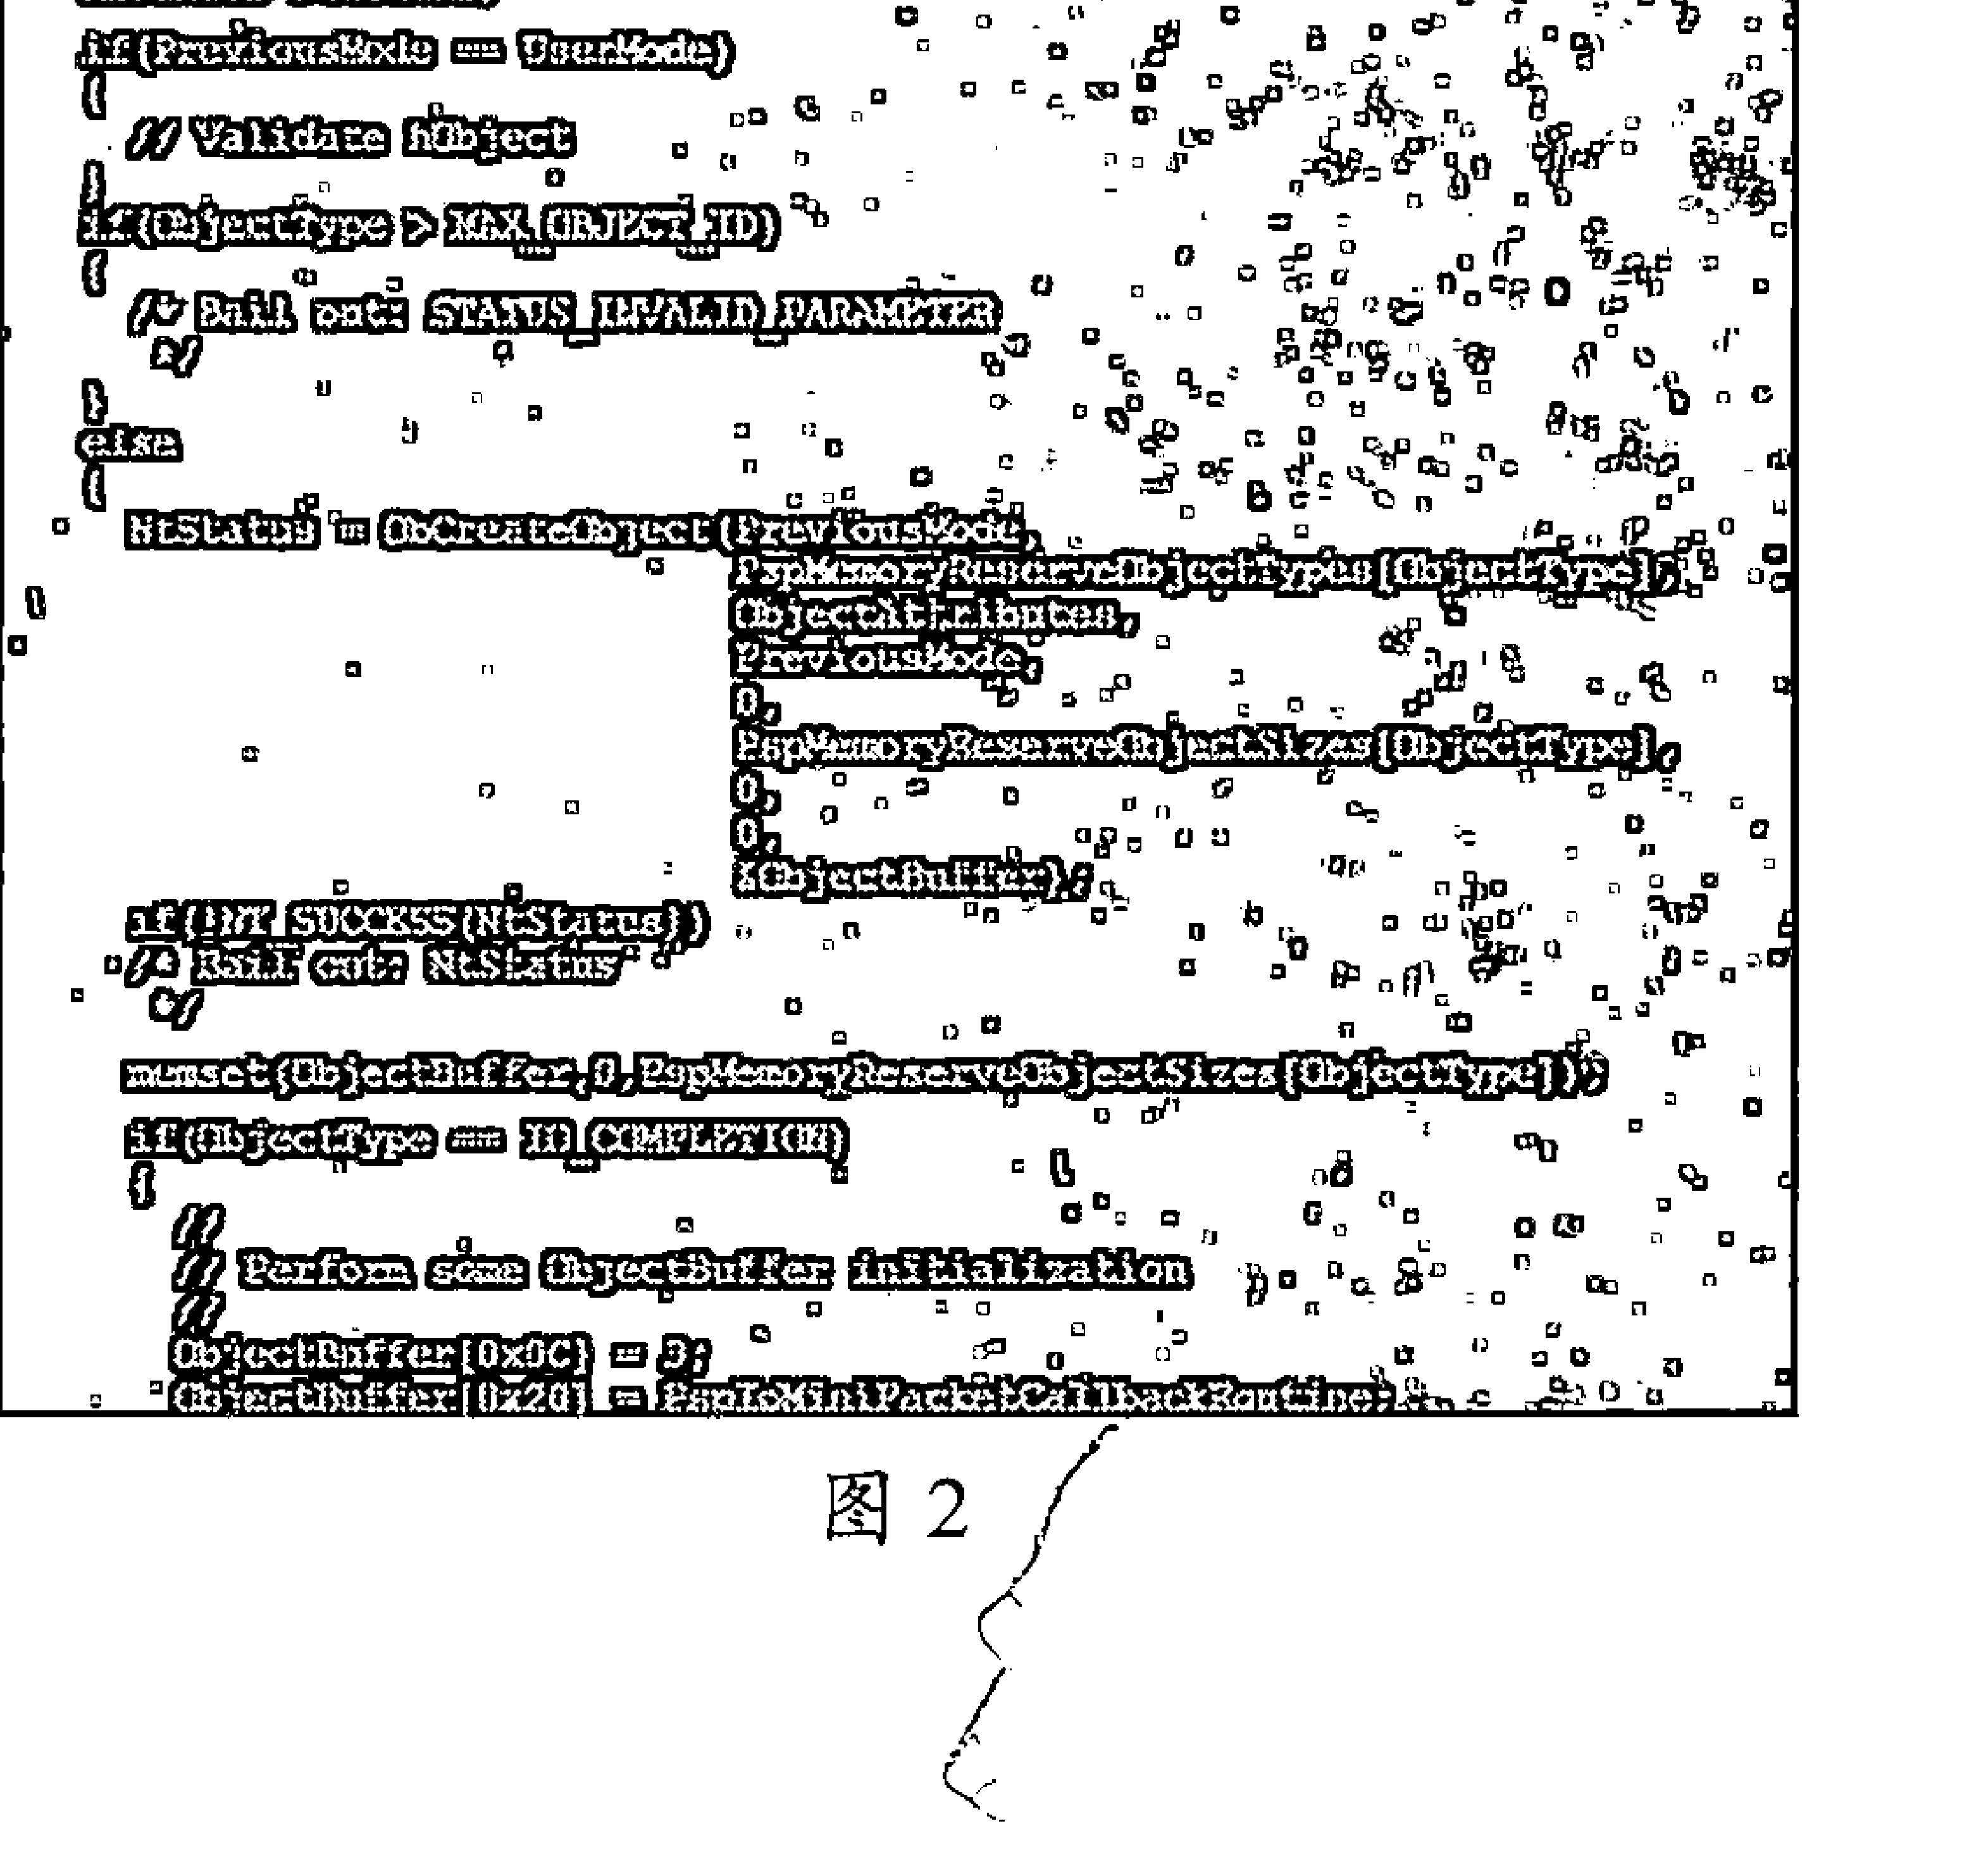 if(PreviousMode == UserMode)
{
// Validate hObject
}
if(ObjectType > MAX_OBJECT_ID)
{
/* Bail out: STATUS_INVALID_PARAMETER
*/
}
else
{
NtStatus = ObCreateObject(PreviousMode,
PspMemoryReserveObjectTypes[ObjectType],
ObjectAttributes,
PreviousMode,
0,
PspMemoryReserveObjectSizes[ObjectType],
0,
0,
&ObjectBuffer);
if(!NT_SUCCESS(NtStatus))
/* Bail out: NtStatus
*/
memset(ObjectBuffer,0,PspMemoryReserveObjectSizes[ObjectType]);
if(ObjectType == IO_COMPLETION)
{
//
// Perform some ObjectBuffer initialization
//
ObjectBuffer[0x0C] = 3;
ObjectBuffer[0x20] = PspIoMiniPacketCallbackRoutine;
图 2